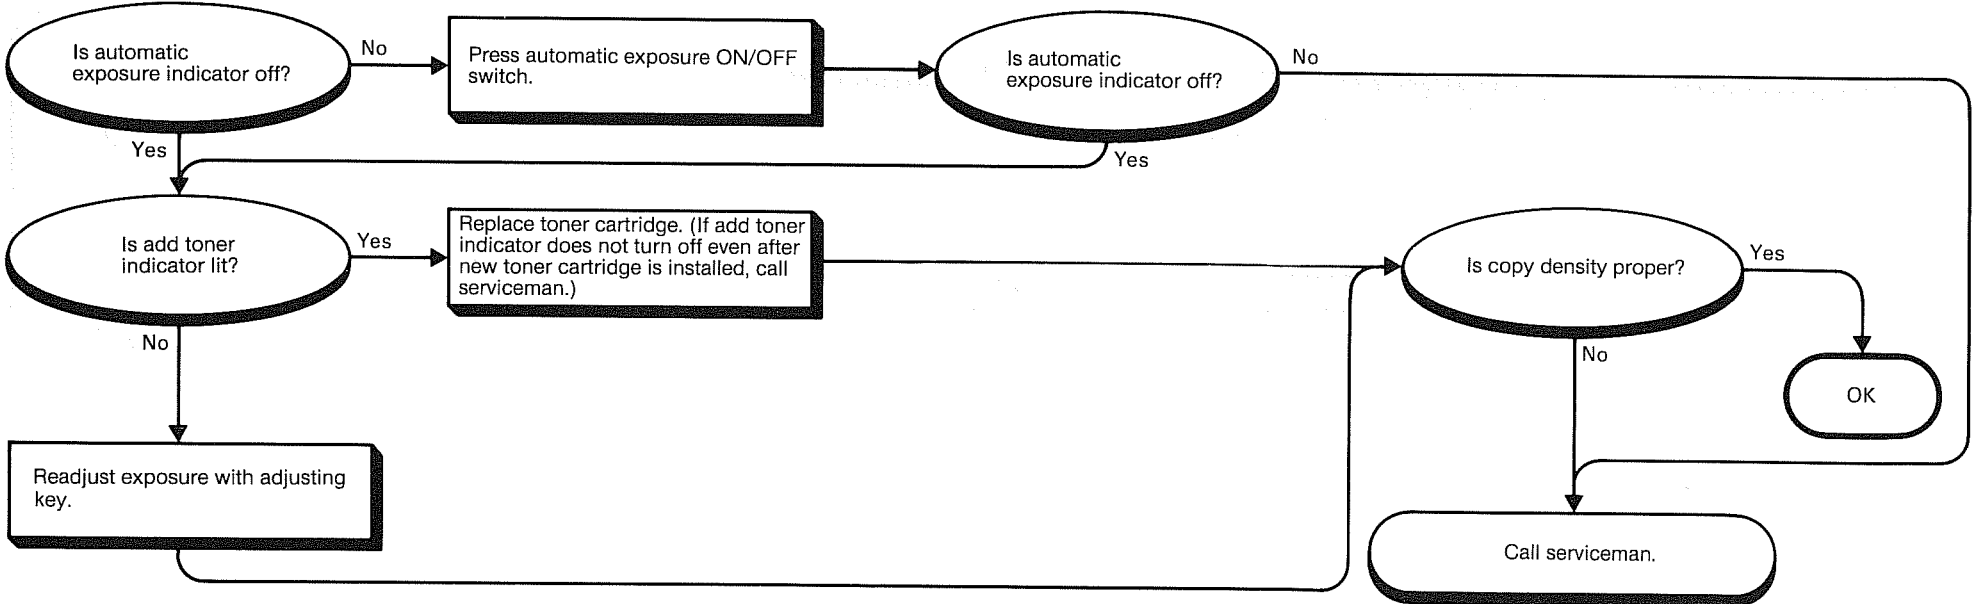 Is automatic
exposure indicator off?
No
Press automatic exposure ON/OFF
switch.
Is automatic
exposure indicator off?
No
Yes
Yes
Is add toner
indicator lit?
Yes
Replace toner cartridge. (If add toner
indicator does not turn off even after
new toner cartridge is installed, call
serviceman.)
Is copy density proper?
Yes
No
No
OK
Readjust exposure with adjusting
key.
Call serviceman.